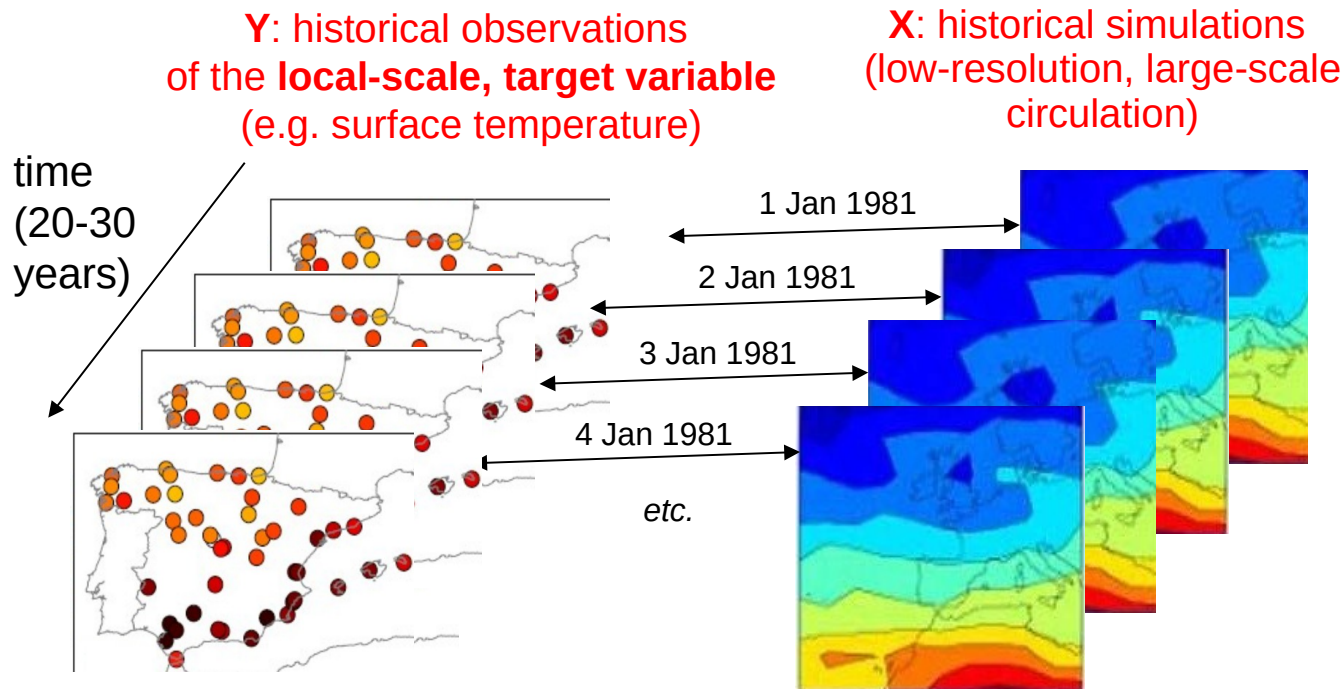 Y: historical observations
of the local-scale, target variable
(e.g. surface temperature)
X: historical simulations
(low-resolution, large-scale
circulation)
time
(20-30
years)
1 Jan 1981
2 Jan 1981
3 Jan 1981
4 Jan 1981
etc.